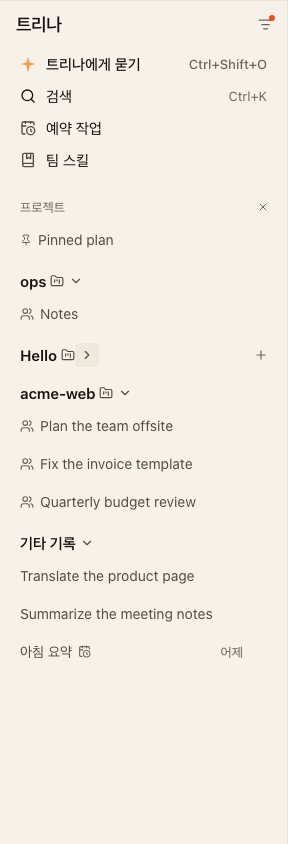 트리나
트리나에게 묻기 Ctrl+Shift+O
검색 Ctrl+K
예약 작업
팀 스킬
프로젝트
Pinned plan
ops
Notes
Hello
acme-web
Plan the team offsite
Fix the invoice template
Quarterly budget review
기타 기록
Translate the product page
Summarize the meeting notes
아침 요약 어제